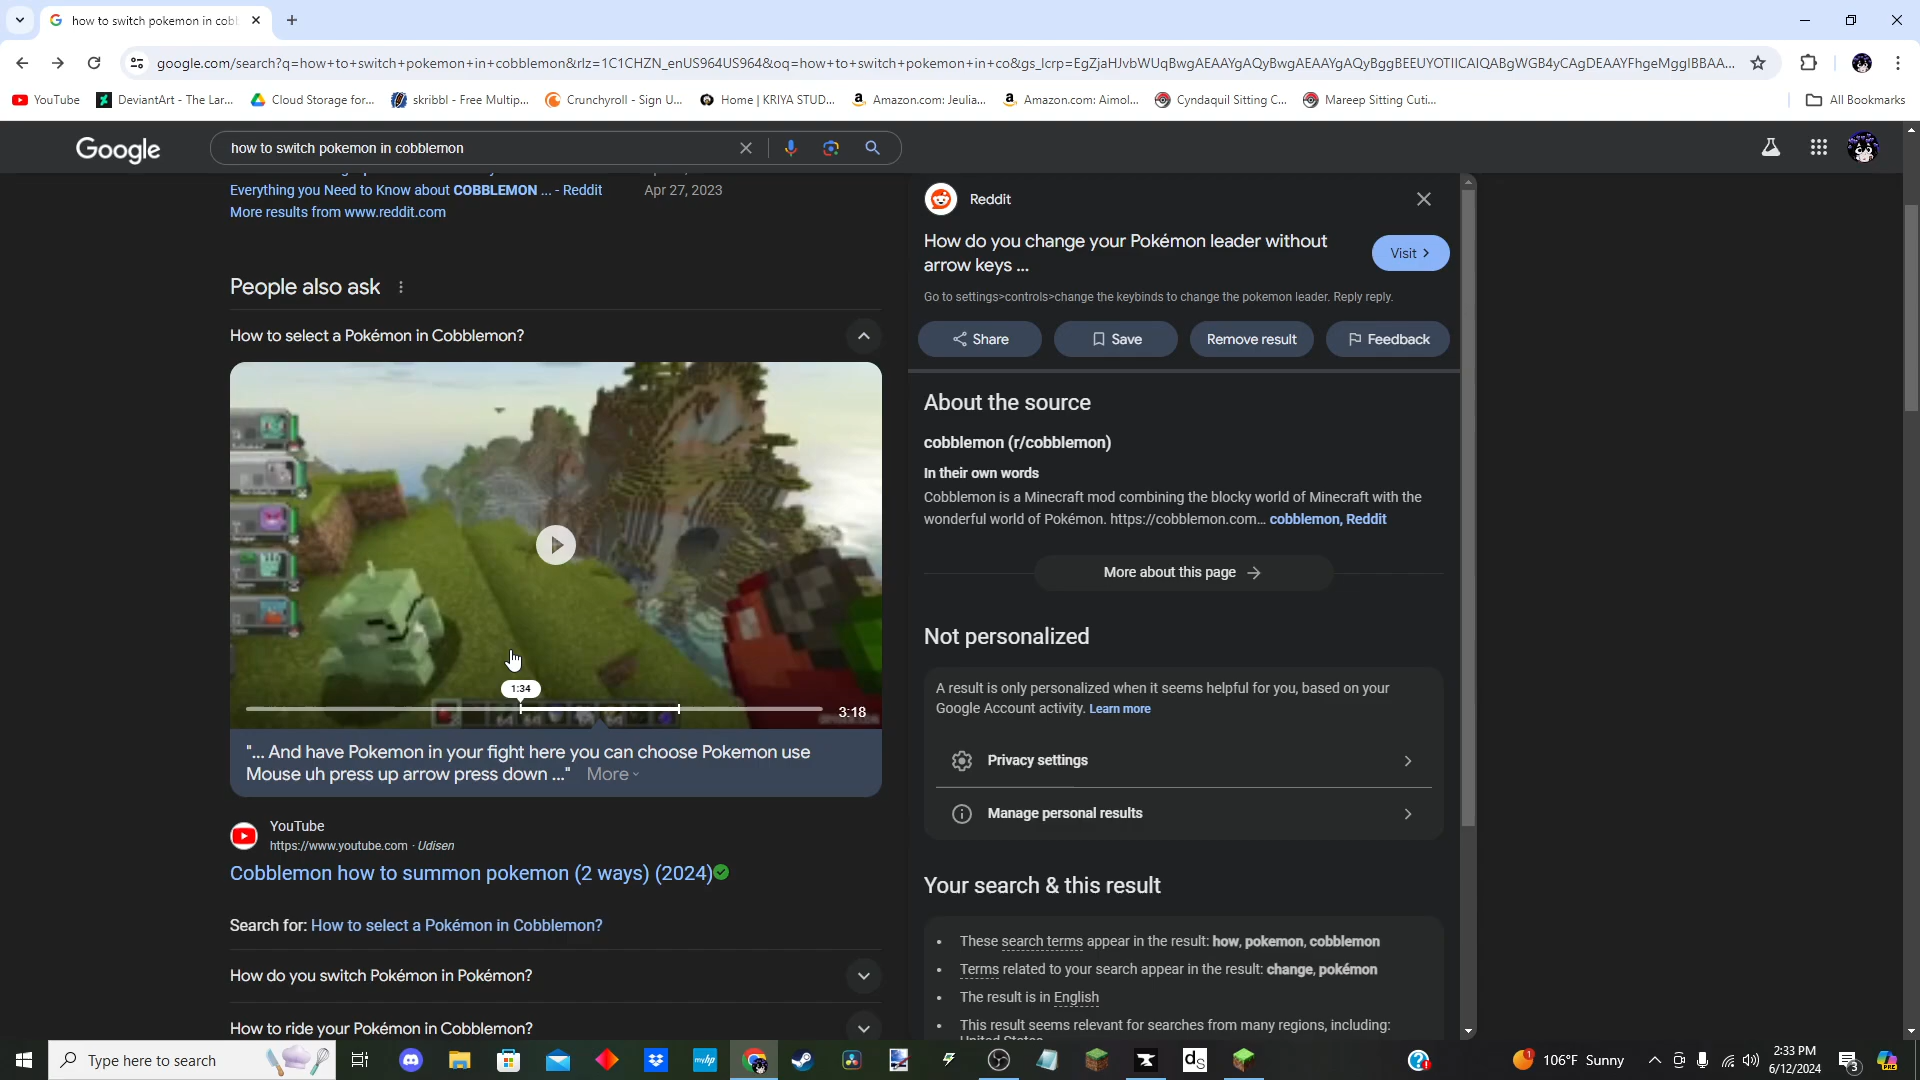 how to switch pokemon in cobl
google.com/search?q=how+to+switch+pokemon+in+cobblemon&rlz=1C1CHZN_enUS964US964&oq=how+to+switch+pokemon+in+co&gs_lcrp=EgZjaHJvbWUqBwgAEAAYgAQyBwgAEAAYgAQyBggBEEUYOTIICAIQABgWGB4yCAgDEAAYFhgeMggIBBAA...
YouTube
DeviantArt - The Lar...
Cloud Storage for...
skribbl - Free Multip...
Crunchyroll - Sign U...
Home | KRIYA STUD...
Amazon.com: Jeulia...
Amazon.com: Aimol...
Cyndaquil Sitting C...
Mareep Sitting Cuti...
All Bookmarks
Google
how to switch pokemon in cobblemon
Everything you Need to Know about COBBLEMON ... - Reddit
Apr 27, 2023
More results from www.reddit.com
People also ask
How to select a Pokémon in Cobblemon?
1:34
3:18
"... And have Pokemon in your fight here you can choose Pokemon use
Mouse uh press up arrow press down ..." More
YouTube
https://www.youtube.com · Udisen
Cobblemon how to summon pokemon (2 ways) (2024)
Search for: How to select a Pokémon in Cobblemon?
How do you switch Pokémon in Pokémon?
How to ride your Pokémon in Cobblemon?
Reddit
How do you change your Pokémon leader without
arrow keys ...
Visit
Go to settings>controls>change the keybinds to change the pokemon leader. Reply reply.
Share
Save
Remove result
Feedback
About the source
cobblemon (r/cobblemon)
In their own words
Cobblemon is a Minecraft mod combining the blocky world of Minecraft with the
wonderful world of Pokémon. https://cobblemon.com... cobblemon, Reddit
More about this page
Not personalized
A result is only personalized when it seems helpful for you, based on your
Google Account activity. Learn more
Privacy settings
Manage personal results
Your search & this result
• These search terms appear in the result: how, pokemon, cobblemon
• Terms related to your search appear in the result: change, pokémon
• The result is in English
• This result seems relevant for searches from many regions, including:
United States
Type here to search
myhp
ds
106°F Sunny
2:33 PM
6/12/2024
3
PRE